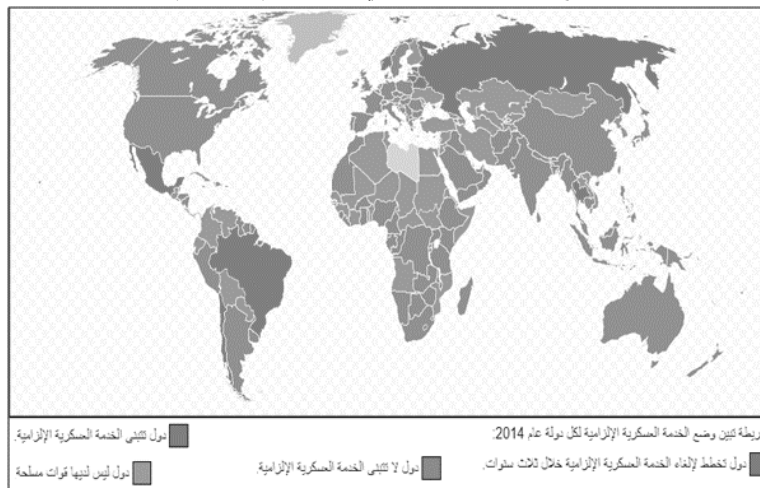 ريطة تبين وضع الخدمة العسكرية الإلزامية لكل دولة عام 2014:
دول تتبنى الخدمة العسكرية الإلزامية.
دول تخطط لإلغاء الخدمة العسكرية الإلزامية خلال ثلاث سنوات.
دول لا تتبنى الخدمة العسكرية الإلزامية.
دول ليس لديها قوات مسلحة